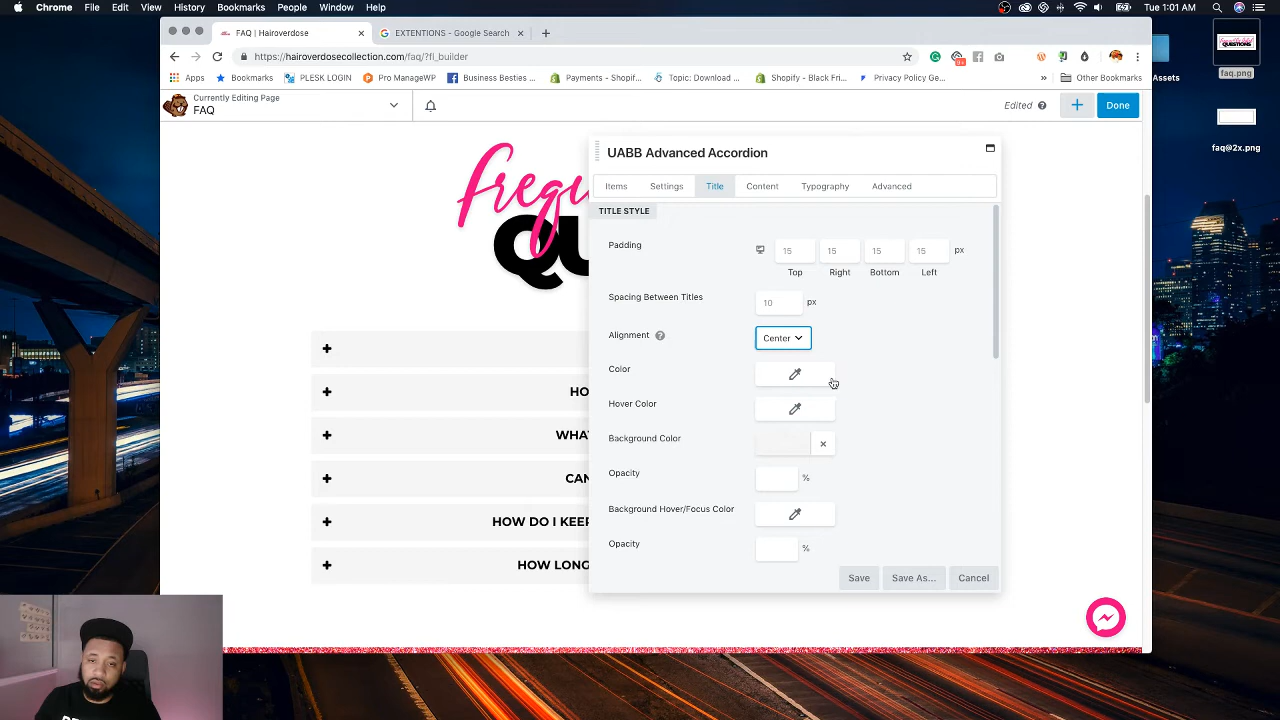 Chrome File Edit View History Bookmarks People Window Help
Tue 1:01 AM
FAQ | Hairoverdose
EXTENTIONS - Google Search
https://hairoverdosecollection.com/faq/?fl_builder
Apps Bookmarks PLESK LOGIN Pro ManageWP Business Bestus... Payments - Shopif... Topic: Download ... Shopify - Black Fri... Privacy Policy Ge... » Other Bookmarks
Assets
faq.png
faq@2x.png
Currently Editing Page
FAQ
Edited
Done
frequ
QU
HO
WHAT
CAN
HOW DO I KEEP
HOW LONG
UABB Advanced Accordion
Items Settings Title Content Typography Advanced
TITLE STYLE
Padding 15 15 15 15 px
Top Right Bottom Left
Spacing Between Titles 10 px
Alignment Center
Color
Hover Color
Background Color
Opacity %
Background Hover/Focus Color
Opacity %
Save Save As... Cancel